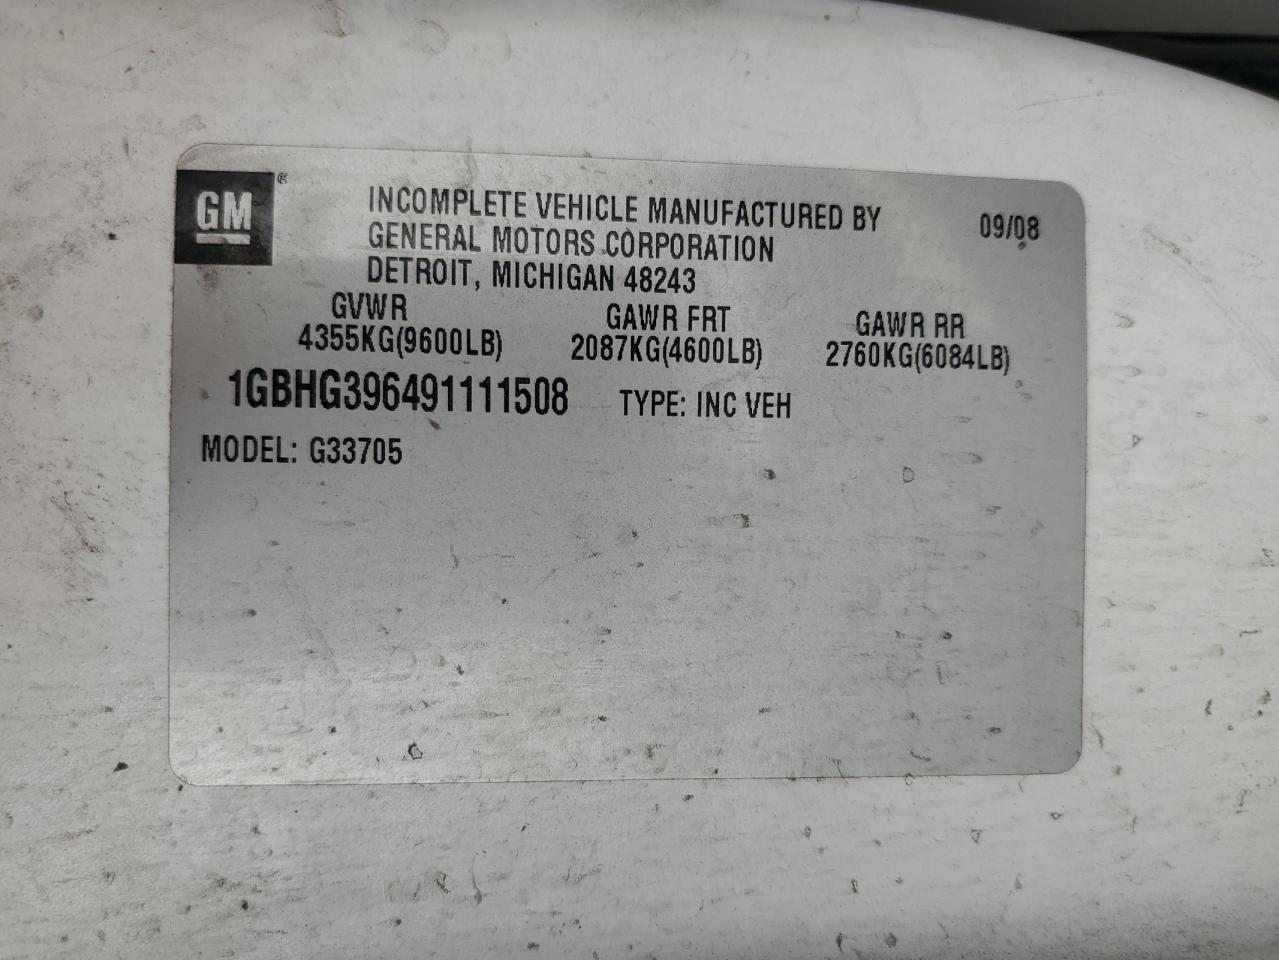 GM ®
INCOMPLETE VEHICLE MANUFACTURED BY
GENERAL MOTORS CORPORATION
DETROIT, MICHIGAN 48243
09/08
GVWR GAWR FRT GAWR RR
4355KG(9600LB) 2087KG(4600LB) 2760KG(6084LB)
1GBHG396491111508 TYPE: INC VEH
MODEL: G33705